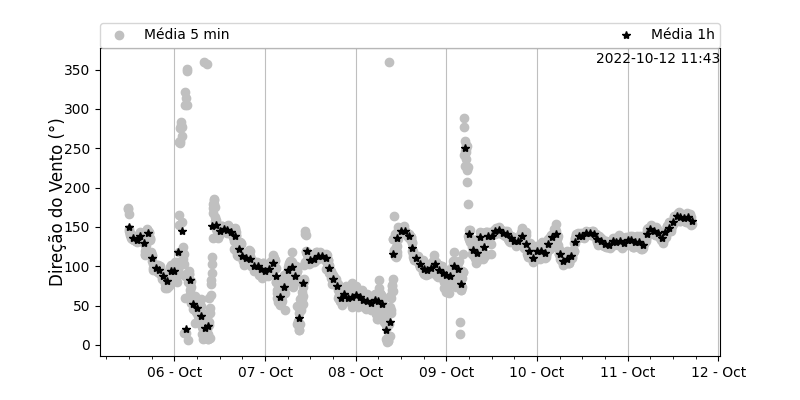 Média 5 min
Média 1h
2022-10-12 11:43
Direção do Vento (°)
350
300
250
200
150
100
50
0
06 - Oct
07 - Oct
08 - Oct
09 - Oct
10 - Oct
11 - Oct
12 - Oct